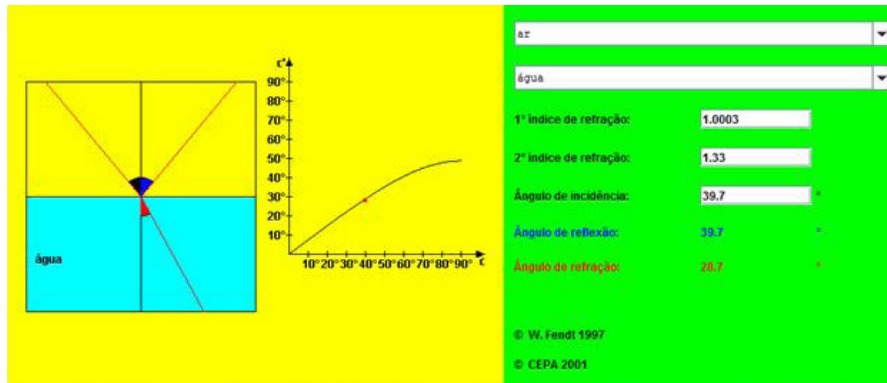 ε'
90°
80°
70°
60°
50°
40°
30°
20°
10°
10°20°30°40°50°60°70°80°90° ε
água
ar
água
1º índice de refração: 1.0003
2º índice de refração: 1.33
Ângulo de incidência: 39.7 °
Ângulo de reflexão: 39.7 °
Ângulo de refração: 28.7 °
© W. Fendt 1997
© CEPA 2001